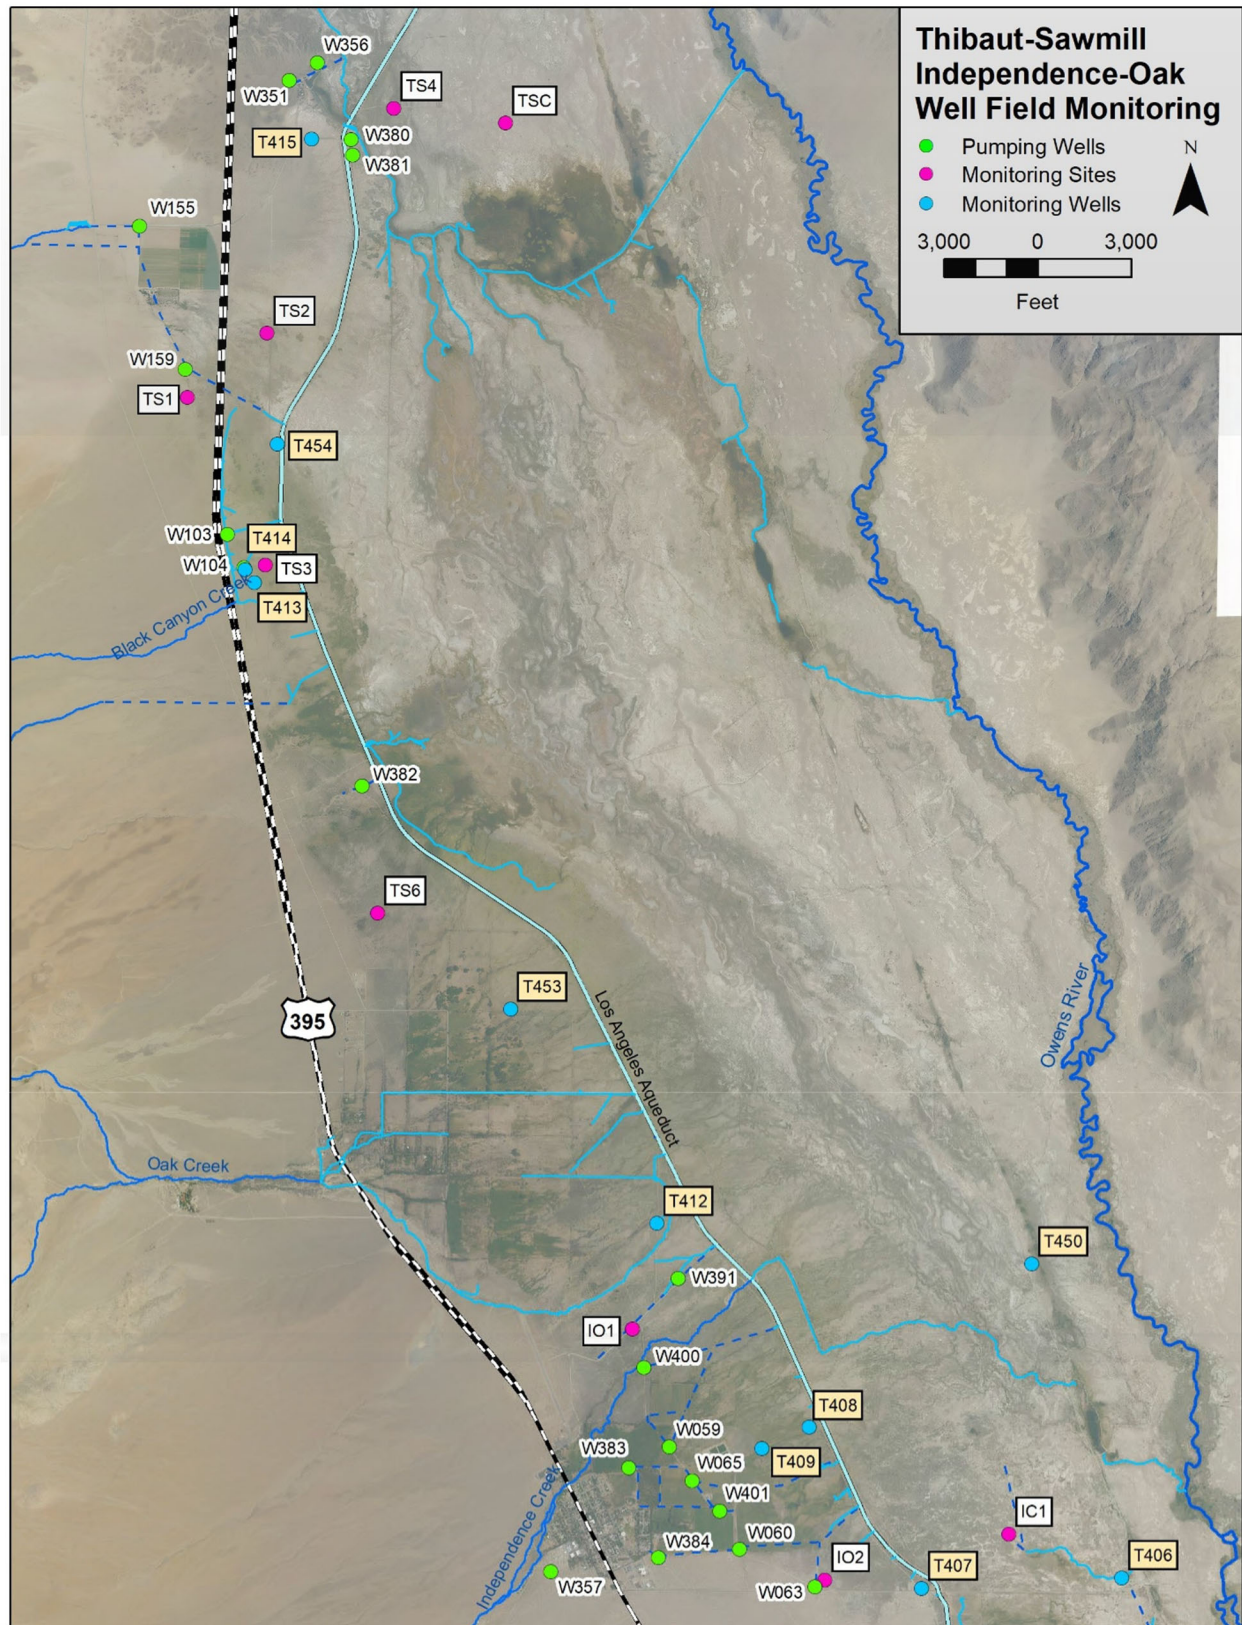 Thibaut-Sawmill
Independence-Oak
Well Field Monitoring
Pumping Wells
Monitoring Sites
Monitoring Wells
N
3,000 0 3,000
Feet
W356
W351
TS4
TSC
T415
W380
W381
W155
TS2
W159
TS1
T454
W103
T414
W104
TS3
T413
Black Canyon Creek
W382
TS6
T453
395
Los Angeles Aqueduct
Owens River
Oak Creek
T412
T450
W391
IO1
W400
T408
W059
W383
T409
W065
W401
IC1
W060
W384
IO2
T406
T407
W357
W063
Independence Creek